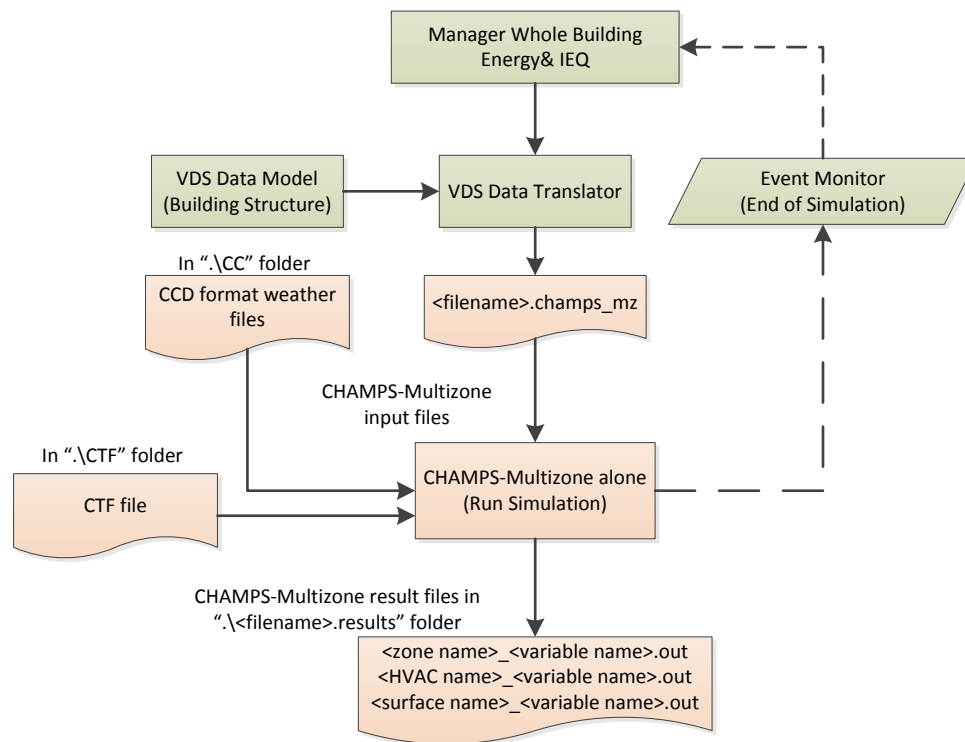 Manager Whole Building
Energy& IEQ
VDS Data Model
(Building Structure)
VDS Data Translator
Event Monitor
(End of Simulation)
In “.\CC” folder
CCD format weather
files
<filename>.champs_mz
CHAMPS-Multizone
input files
In “.\CTF” folder
CTF file
CHAMPS-Multizone alone
(Run Simulation)
CHAMPS-Multizone result files in
“.\<filename>.results” folder
<zone name>_<variable name>.out
<HVAC name>_<variable name>.out
<surface name>_<variable name>.out